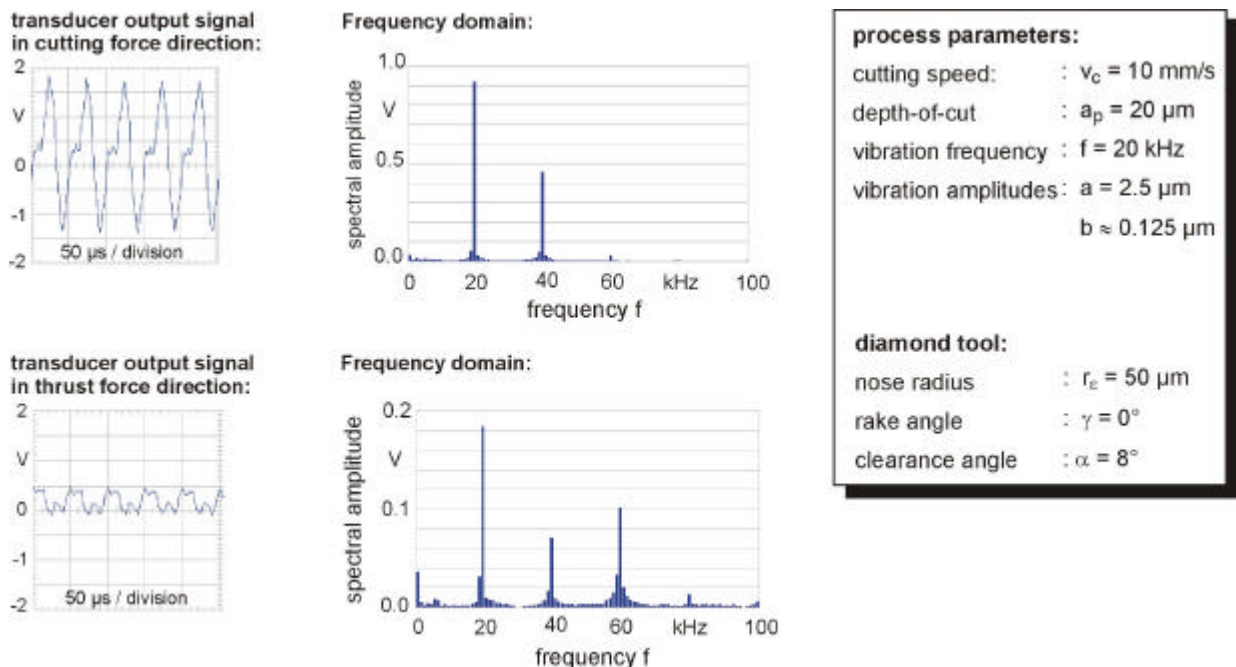 transducer output signal
in cutting force direction:
2
V
0
-1
-2
50 µs / division
Frequency domain:
1.0
V
0.5
0.0
spectral amplitude
0 20 40 60 kHz 100
frequency f
process parameters:
cutting speed: : vc = 10 mm/s
depth-of-cut : ap = 20 µm
vibration frequency : f = 20 kHz
vibration amplitudes : a = 2.5 µm
b ≈ 0.125 µm
diamond tool:
nose radius : rε = 50 µm
rake angle : γ = 0°
clearance angle : α = 8°
transducer output signal
in thrust force direction:
2
V
0
-1
-2
50 µs / division
Frequency domain:
0.2
V
0.1
0.0
spectral amplitude
0 20 40 60 kHz 100
frequency f